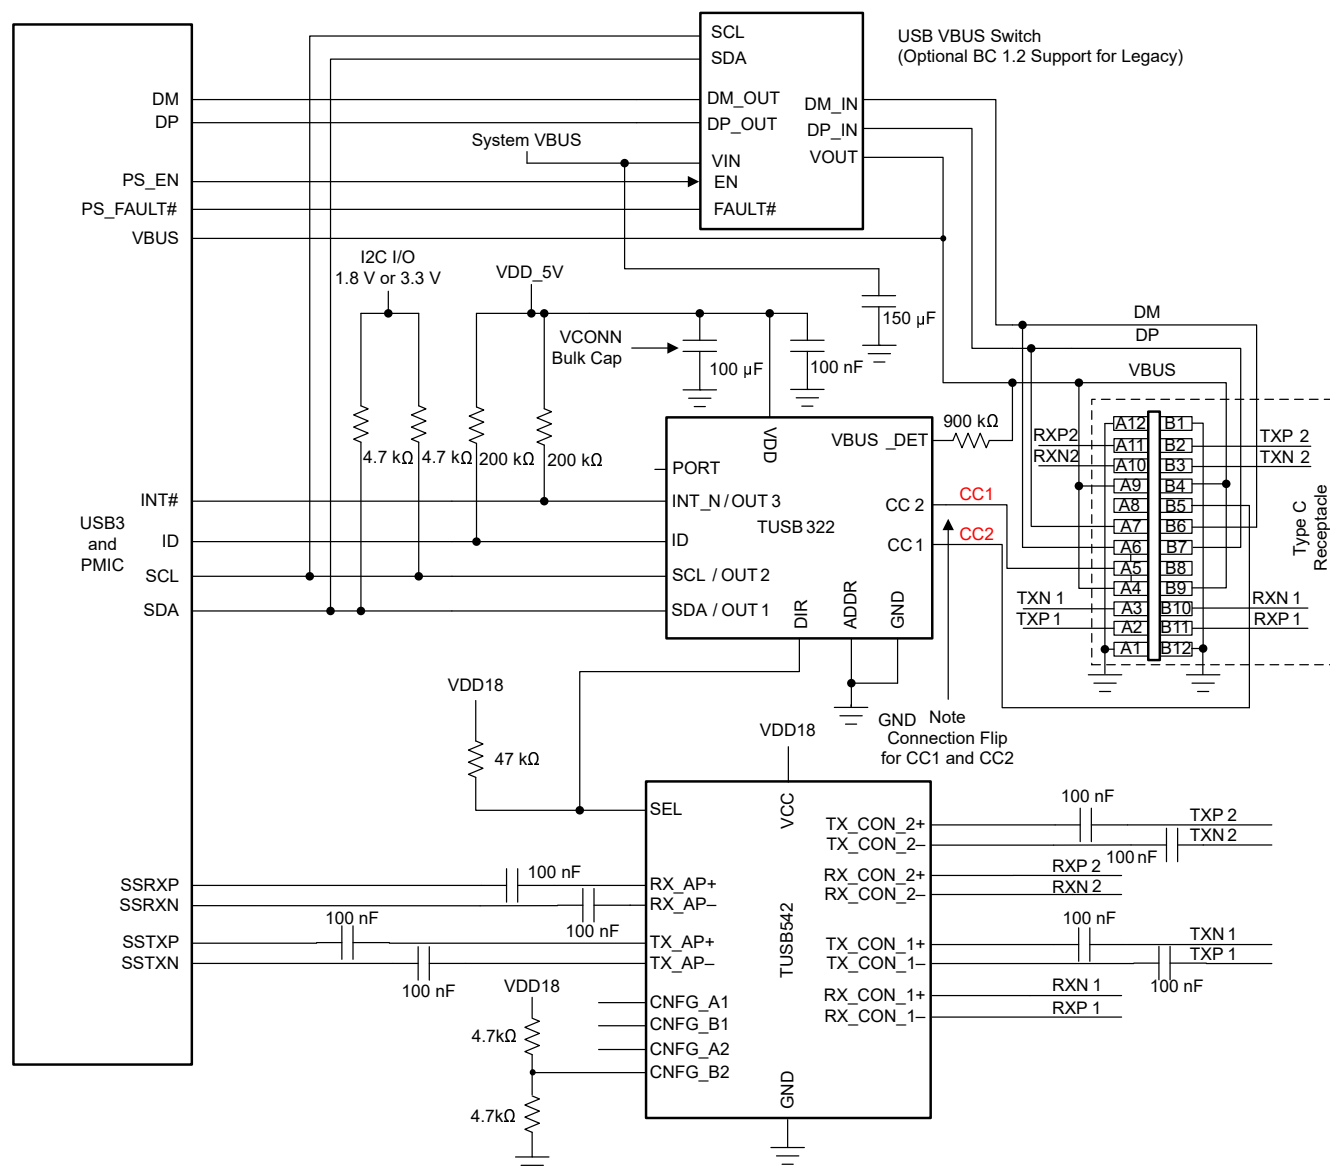 SCL
SDA
DM_OUT
DP_OUT
VIN
EN
FAULT#
DM_IN
DP_IN
VOUT
USB VBUS Switch
(Optional BC 1.2 Support for Legacy)
DM
DP
System VBUS
PS_EN
PS_FAULT#
VBUS
I2C I/O
1.8 V or 3.3 V
VDD_5V
VCONN
Bulk Cap
100 µF
100 nF
150 µF
DM
DP
VBUS
4.7 kΩ
4.7 kΩ
200 kΩ
200 kΩ
900 kΩ
VDD
VBUS _DET
PORT
INT_N / OUT 3
TUSB 322
ID
SCL / OUT 2
SDA / OUT 1
CC 2
CC 1
DIR
ADDR
GND
CC1
CC2
INT#
ID
SCL
SDA
USB3
and
PMIC
RXP2
RXN2
TXP 2
TXN 2
A12 B1
A11 B2
A10 B3
A9 B4
A8 B5
A7 B6
A6 B7
A5 B8
A4 B9
A3 B10
A2 B11
A1 B12
TXN 1
TXP 1
RXN 1
RXP 1
Type C
Receptacle
GND
Note
Connection Flip
for CC1 and CC2
VDD18
47 kΩ
VDD18
SEL
VCC
TX_CON_2+
TX_CON_2–
RX_CON_2+
RX_CON_2–
TX_CON_1+
TX_CON_1–
RX_CON_1+
RX_CON_1–
RX_AP+
RX_AP–
TX_AP+
TX_AP–
CNFG_A1
CNFG_B1
CNFG_A2
CNFG_B2
TUSB542
GND
SSRXP
SSRXN
SSTXP
SSTXN
100 nF
100 nF
100 nF
100 nF
VDD18
4.7kΩ
4.7kΩ
100 nF
TXP 2
TXN 2
100 nF
RXP 2
RXN 2
100 nF
TXN 1
TXP 1
100 nF
RXN 1
RXP 1